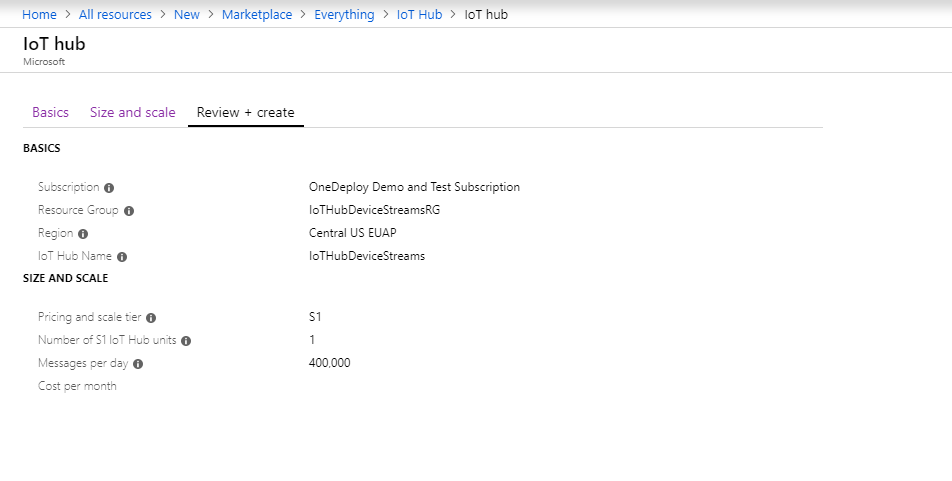 Home > All resources > New > Marketplace > Everything > IoT Hub > IoT hub
IoT hub
Microsoft
Basics Size and scale Review + create
BASICS
Subscription OneDeploy Demo and Test Subscription
Resource Group IoTHubDeviceStreamsRG
Region Central US EUAP
IoT Hub Name IoTHubDeviceStreams
SIZE AND SCALE
Pricing and scale tier S1
Number of S1 IoT Hub units 1
Messages per day 400,000
Cost per month